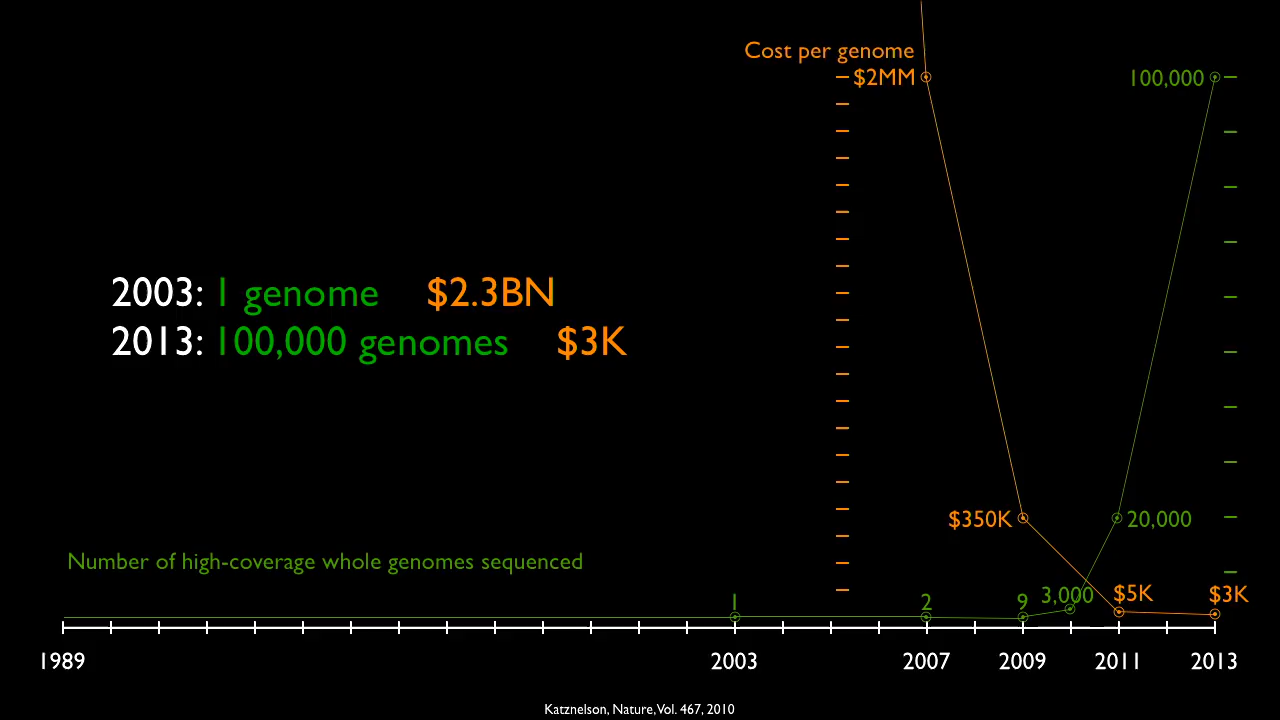 Cost per genome
$2MM
100,000
2003: 1 genome $2.3BN
2013: 100,000 genomes $3K
$350K
20,000
Number of high-coverage whole genomes sequenced
1
2
9
3,000
$5K
$3K
1989
2003
2007
2009
2011
2013
Katznelson, Nature,Vol. 467, 2010